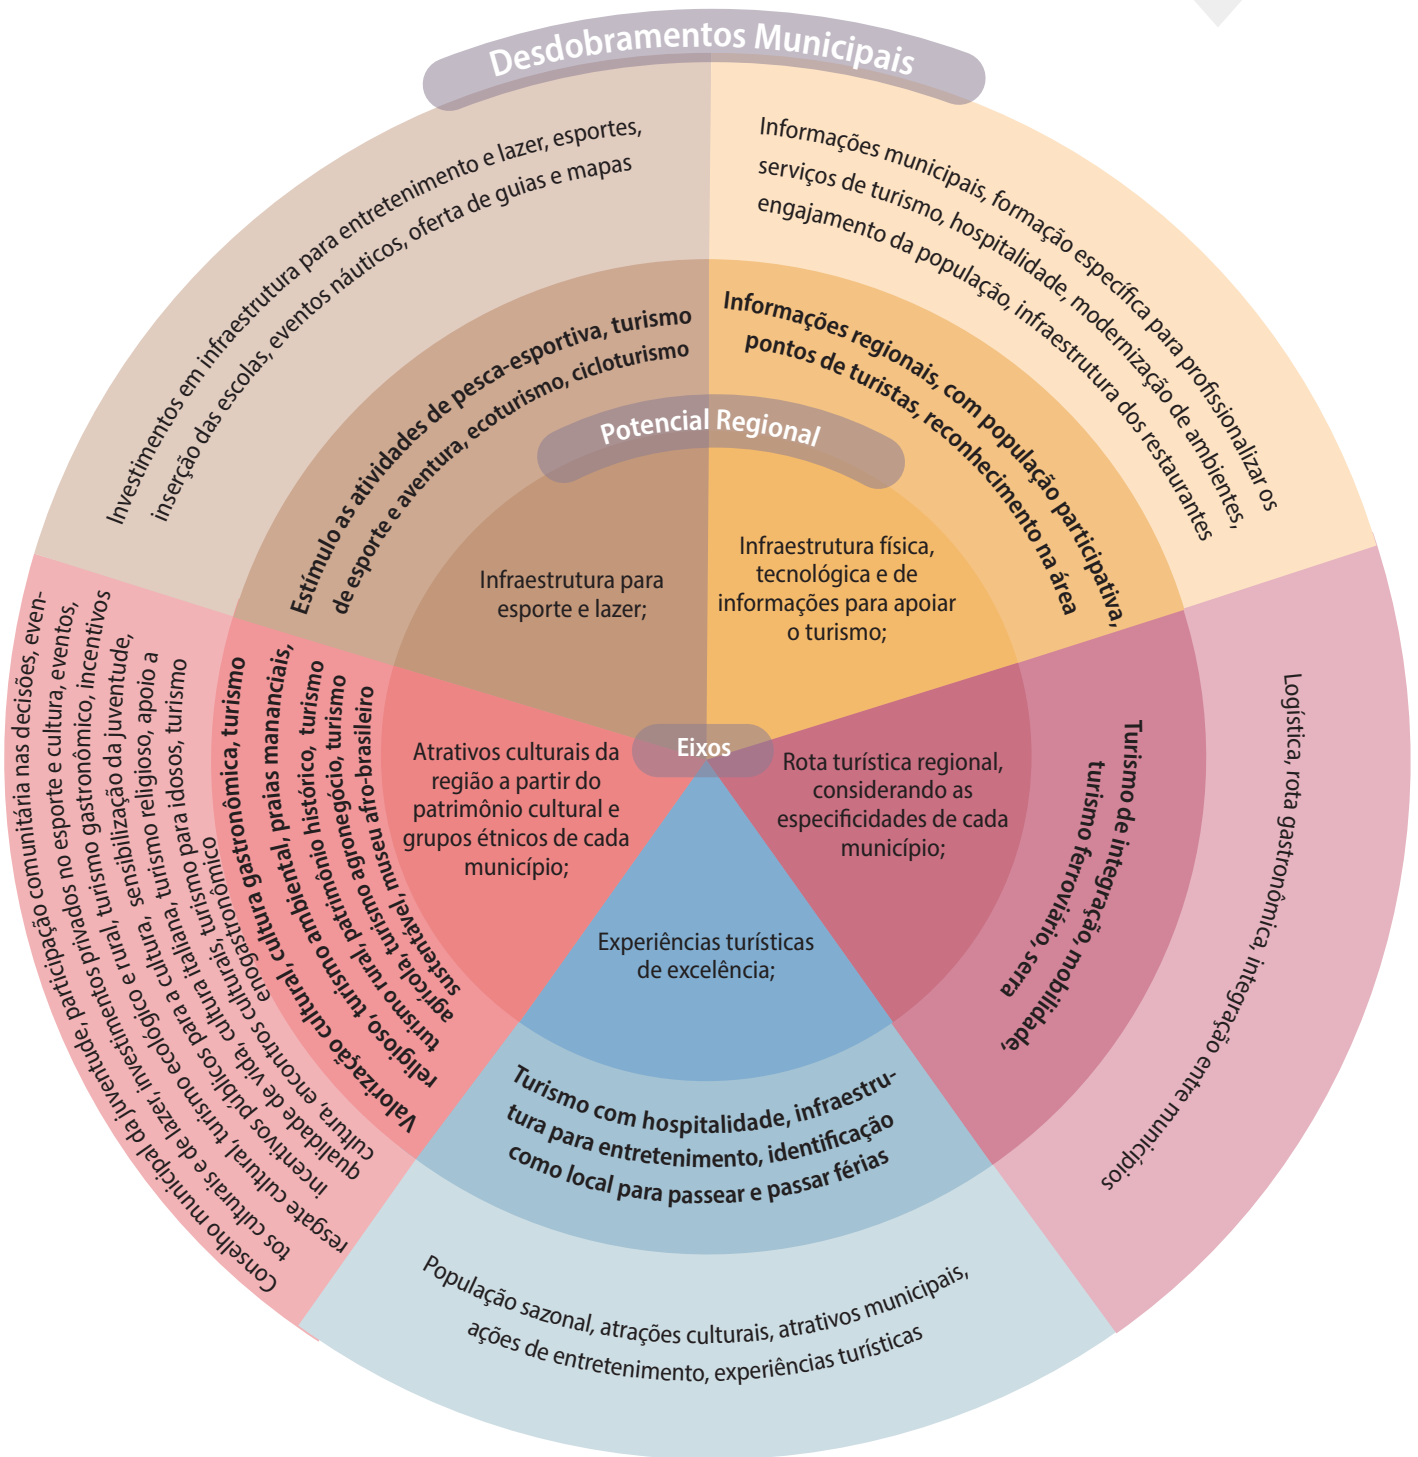 Desdobramentos Municipais
Investimentos em infraestrutura para entretenimento e lazer, esportes,
inserção das escolas, eventos náuticos, oferta de guias e mapas
Informações municipais, formação específica para profissionalizar os
serviços de turismo, hospitalidade, modernização de ambientes,
engajamento da população, infraestrutura dos restaurantes
Estímulo as atividades de pesca-esportiva, turismo
de esporte e aventura, ecoturismo, cicloturismo
Informações regionais, com população participativa,
pontos de turistas, reconhecimento na área
Potencial Regional
Infraestrutura para
esporte e lazer;
Infraestrutura física,
tecnológica e de
informações para apoiar
o turismo;
Eixos
Atrativos culturais da
região a partir do
patrimônio cultural e
grupos étnicos de cada
município;
Rota turística regional,
considerando as
especificidades de cada
município;
Experiências turísticas
de excelência;
Conselho municipal da juventude, participação comunitária nas decisões, even-
tos culturais e de lazer, investimentos privados no esporte e cultura, eventos,
resgate cultural, turismo ecológico e rural, turismo gastronômico, incentivos
incentivos públicos para a cultura, sensibilização da juventude,
qualidade de vida, cultura italiana, turismo religioso, apoio a
cultura, encontros culturais, turismo para idosos, turismo
enogastronômico
Valorização cultural, cultura gastronômica, turismo
religioso, turismo ambiental, praias mananciais,
turismo rural, patrimônio histórico, turismo
agrícola, turismo agronegócio, turismo
sustentável, museu afro-brasileiro
Turismo de integração, mobilidade,
turismo ferroviário, serra
Logística, rota gastronômica, integração entre municípios
Turismo com hospitalidade, infraestru-
tura para entretenimento, identificação
como local para passear e passar férias
População sazonal, atrações culturais, atrativos municipais,
ações de entretenimento, experiências turísticas